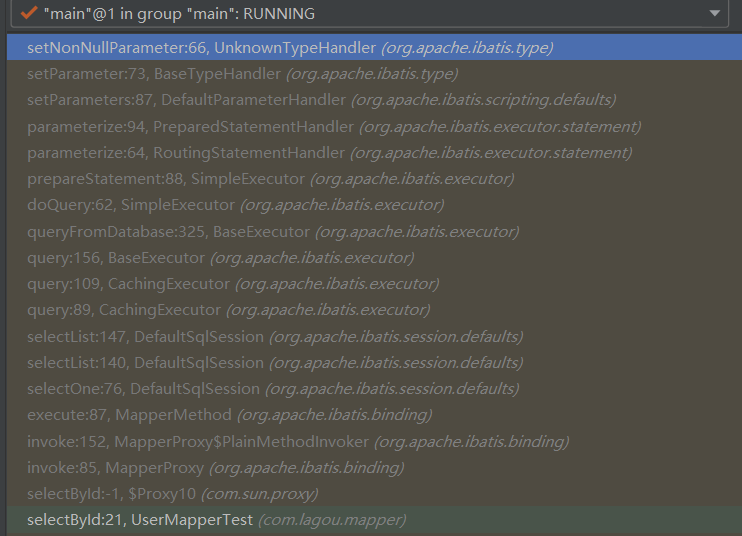 "main"@1 in group "main": RUNNING
setNonNullParameter:66, UnknownTypeHandler (org.apache.ibatis.type)
setParameter:73, BaseTypeHandler (org.apache.ibatis.type)
setParameters:87, DefaultParameterHandler (org.apache.ibatis.scripting.defaults)
parameterize:94, PreparedStatementHandler (org.apache.ibatis.executor.statement)
parameterize:64, RoutingStatementHandler (org.apache.ibatis.executor.statement)
prepareStatement:88, SimpleExecutor (org.apache.ibatis.executor)
doQuery:62, SimpleExecutor (org.apache.ibatis.executor)
queryFromDatabase:325, BaseExecutor (org.apache.ibatis.executor)
query:156, BaseExecutor (org.apache.ibatis.executor)
query:109, CachingExecutor (org.apache.ibatis.executor)
query:89, CachingExecutor (org.apache.ibatis.executor)
selectList:147, DefaultSqlSession (org.apache.ibatis.session.defaults)
selectList:140, DefaultSqlSession (org.apache.ibatis.session.defaults)
selectOne:76, DefaultSqlSession (org.apache.ibatis.session.defaults)
execute:87, MapperMethod (org.apache.ibatis.binding)
invoke:152, MapperProxy$PlainMethodInvoker (org.apache.ibatis.binding)
invoke:85, MapperProxy (org.apache.ibatis.binding)
selectById:-1, $Proxy10 (com.sun.proxy)
selectById:21, UserMapperTest (com.lagou.mapper)